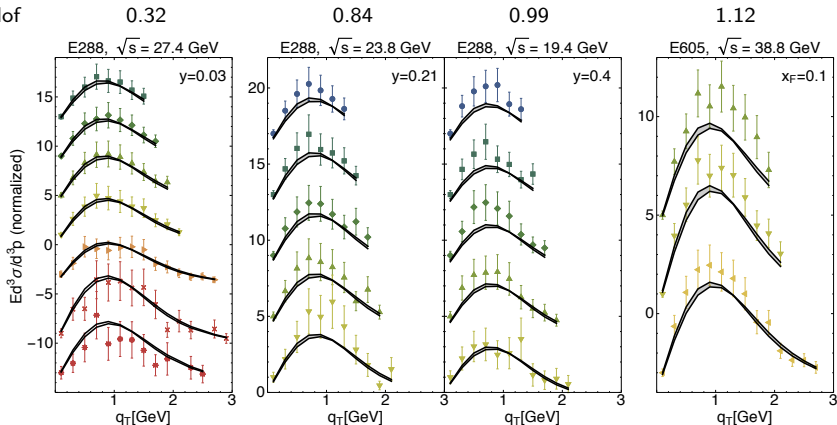 dof 0.32 0.84 0.99 1.12
E288, √s = 27.4 GeV E288, √s = 23.8 GeV E288, √s = 19.4 GeV E605, √s = 38.8 GeV
y=0.03 y=0.21 y=0.4 x_F=0.1
Ed³σ/d³p (normalized)
15
10
5
0
−5
−10
20
15
10
5
0
10
5
0
0 1 2 3
0 1 2 3
0 1 2 3
0 1 2 3
q_T[GeV] q_T[GeV] q_T[GeV] q_T[GeV]